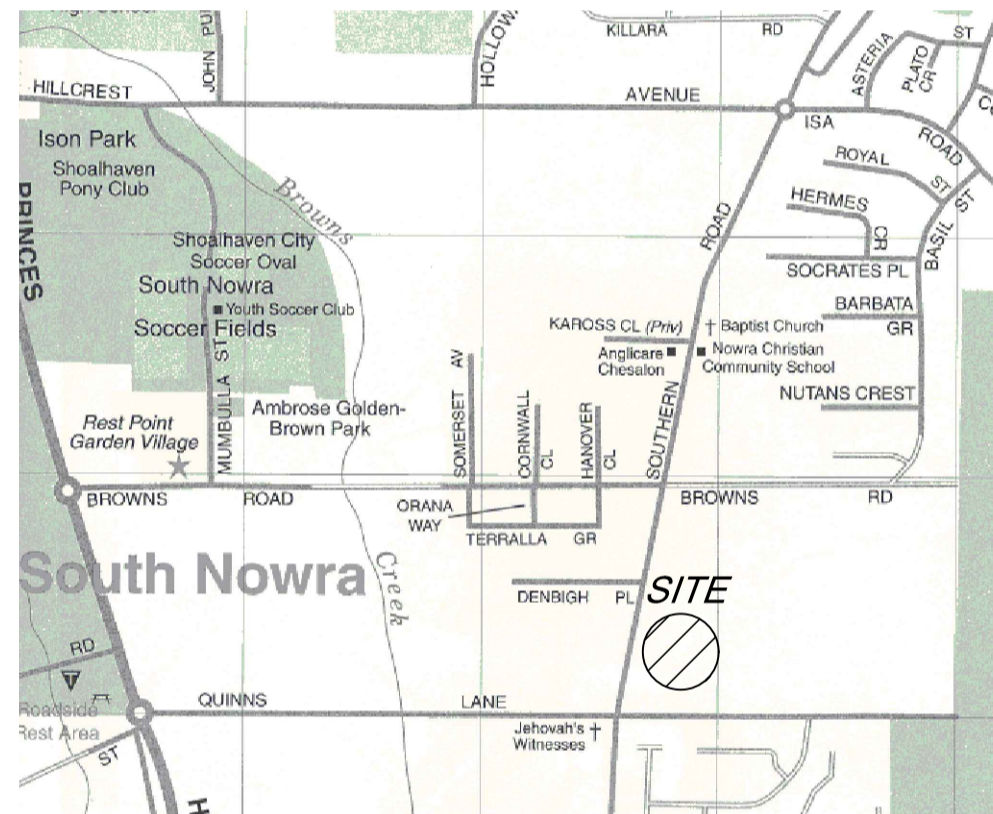 JOHN PU
HOLLOW
KILLARA RD
ST
ASTERIA
PLATO
CR
HILLCREST AVENUE
ISA
ROAD
Ison Park
Shoalhaven
Pony Club
ROYAL
ST
HERMES
CR
BASIL ST
PRINCES
Browns
ROAD
Shoalhaven City
Soccer Oval
SOCRATES PL
South Nowra
Youth Soccer Club
Soccer Fields
BARBATA
GR
KAROSS CL (Priv)
Baptist Church
Anglicare
Chesalon
Nowra Christian
Community School
NUTANS CREST
MUMBULLA ST
Rest Point
Garden Village
Ambrose Golden-
Brown Park
SOMERSET AV
CORNWALL
CL
HANOVER
CL
SOUTHERN
BROWNS ROAD
BROWNS RD
ORANA
WAY
TERRALLA GR
South Nowra
Creek
DENBIGH PL
SITE
RD
T
QUINNS LANE
Roadside
Rest Area
ST
Jehovah's
Witnesses
H